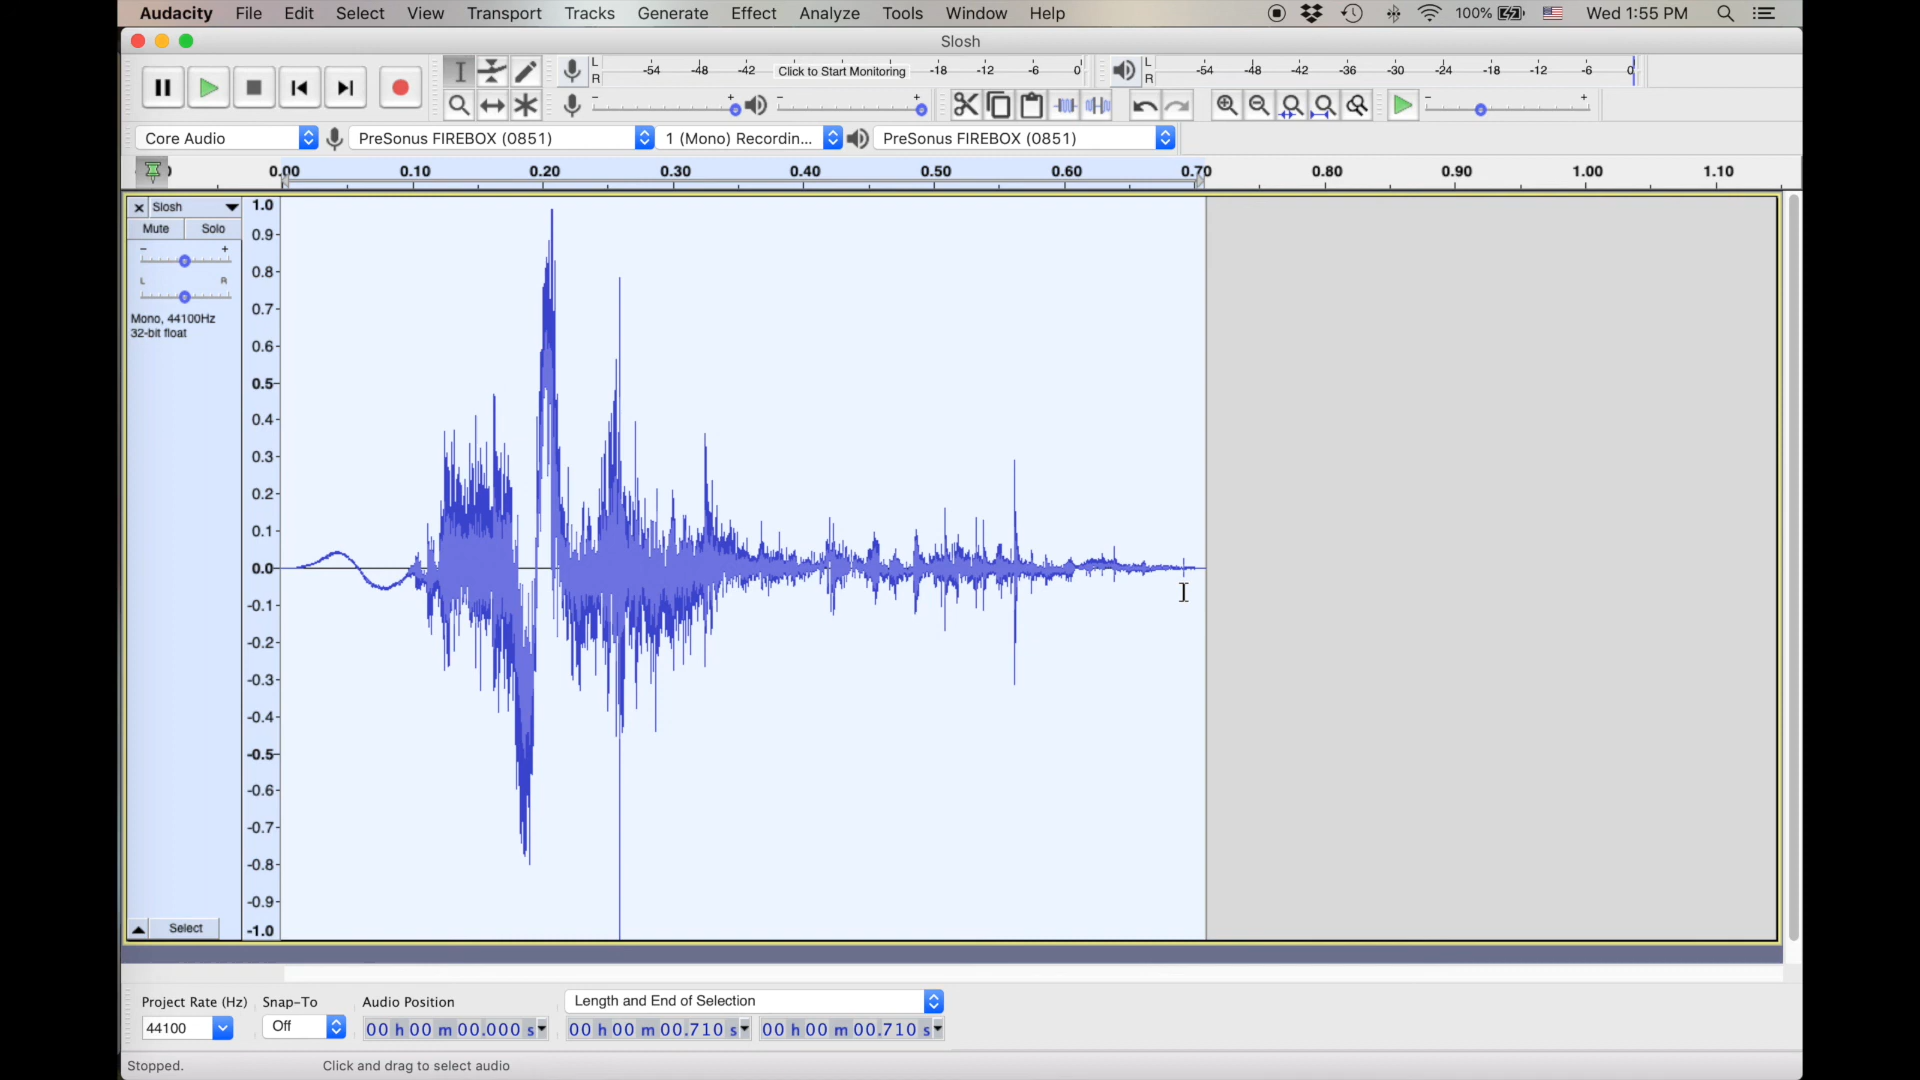 Audacity File Edit Select View Transport Tracks Generate Effect Analyze Tools Window Help 100% Wed 1:55 PM
Slosh
L R -54 -48 -42 Click to Start Monitoring -18 -12 -6 0 L R -54 -48 -42 -36 -30 -24 -18 -12 -6 0
- + - + - +
Core Audio PreSonus FIREBOX (0851) 1 (Mono) Recordin... PreSonus FIREBOX (0851)
0.00 0.10 0.20 0.30 0.40 0.50 0.60 0.70 0.80 0.90 1.00 1.10
× Slosh
Mute Solo
- +
L R
Mono, 44100Hz
32-bit float
1.0
0.9-
0.8-
0.7-
0.6-
0.5-
0.4-
0.3-
0.2-
0.1-
0.0-
-0.1-
-0.2-
-0.3-
-0.4-
-0.5-
-0.6-
-0.7-
-0.8-
-0.9-
-1.0
Select
Project Rate (Hz) Snap-To Audio Position Length and End of Selection
44100 Off 00 h 00 m 00.000 s 00 h 00 m 00.710 s 00 h 00 m 00.710 s
Stopped. Click and drag to select audio